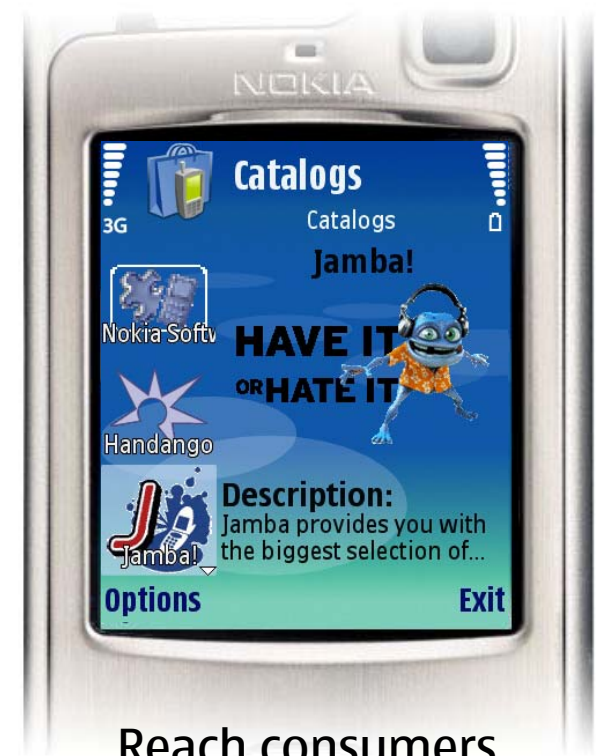 NOKIA
Catalogs
3G
Catalogs
Jamba!
Nokia Softw
HAVE IT
OR HATE IT
Handango
Description:
Jamba provides you with
the biggest selection of...
Jamba!
Options
Exit
Reach consumers